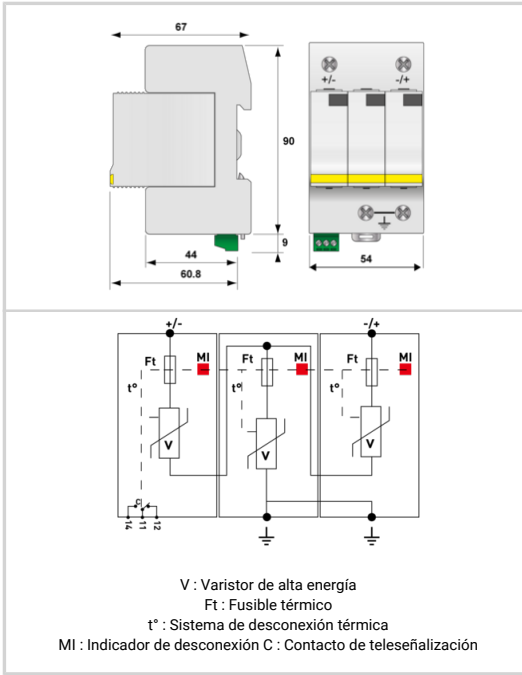 67
+/-
-/+
90
9
44
60.8
54
+/-
-/+
Ft
MI
Ft
MI
Ft
MI
t°
t°
t°
V
V
V
C
14
11
12
V : Varistor de alta energía
Ft : Fusible térmico
t° : Sistema de desconexión térmica
MI : Indicador de desconexión C : Contacto de teleseñalización